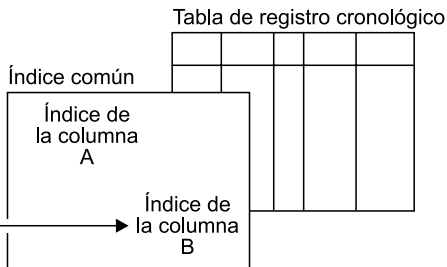 Tabla de registro cronológico
Índice común
Índice de
la columna
A
Índice de
la columna
B